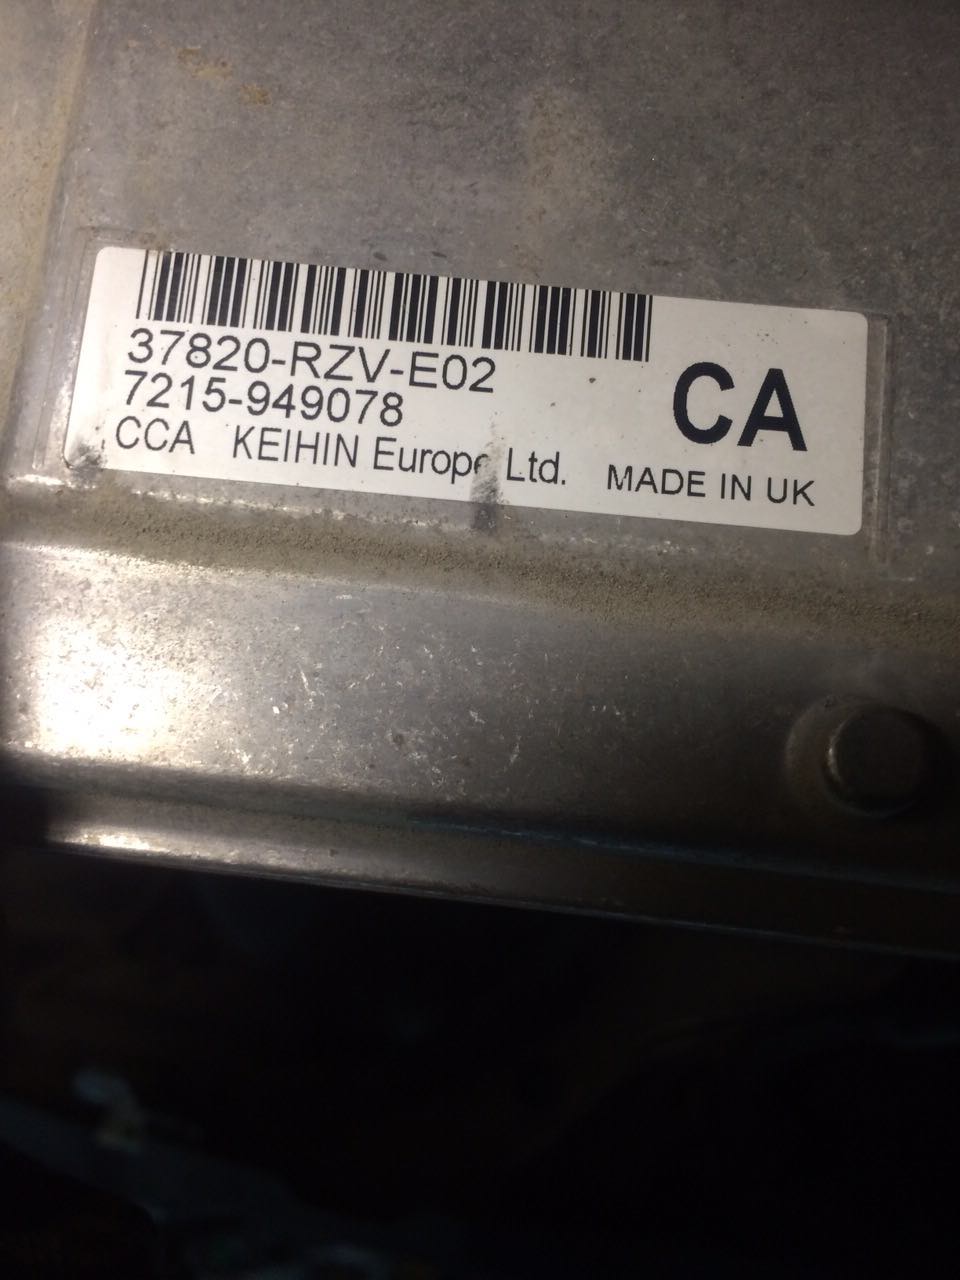 37820-RZV-E02
7215-949078
CA
CCA KEIHIN Europe Ltd. MADE IN UK